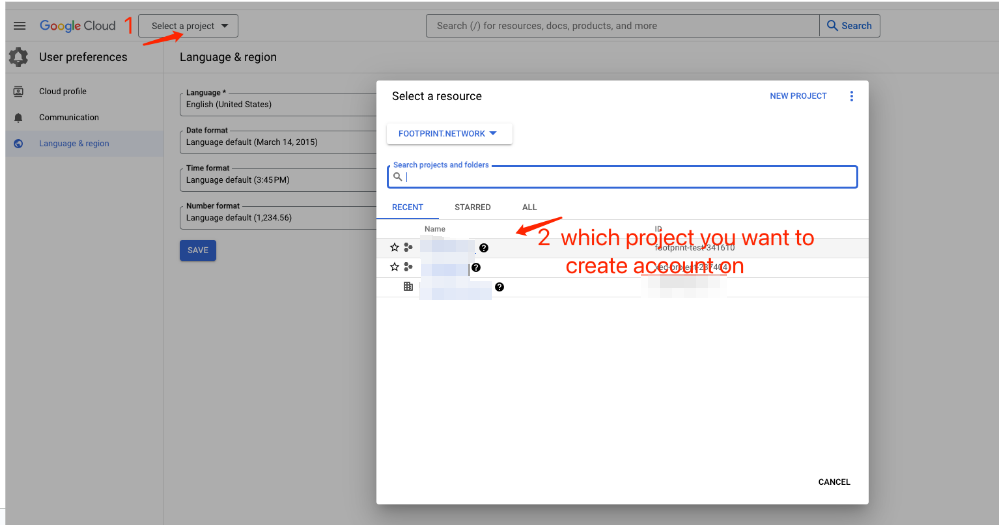 1
Google Cloud
Select a project
Search (/) for resources, docs, products, and more
Search
User preferences
Language & region
Cloud profile
Communication
Language & region
Language *
English (United States)
Date format
Language default (March 14, 2015)
Time format
Language default (3:45 PM)
Number format
Language default (1,234.56)
SAVE
Select a resource
NEW PROJECT
FOOTPRINT.NETWORK
Search projects and folders
RECENT
STARRED
ALL
Name
ID
2 which project you want to
create account on
footprint-test-341610
CANCEL